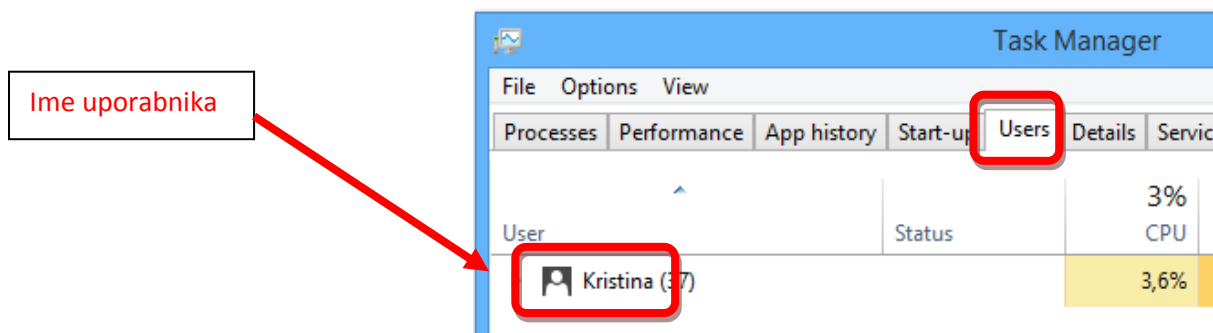 Task Manager
Ime uporabnika
File Options View
Processes Performance App history Start-up Users Details Servic
3%
User Status CPU
Kristina (37) 3,6%